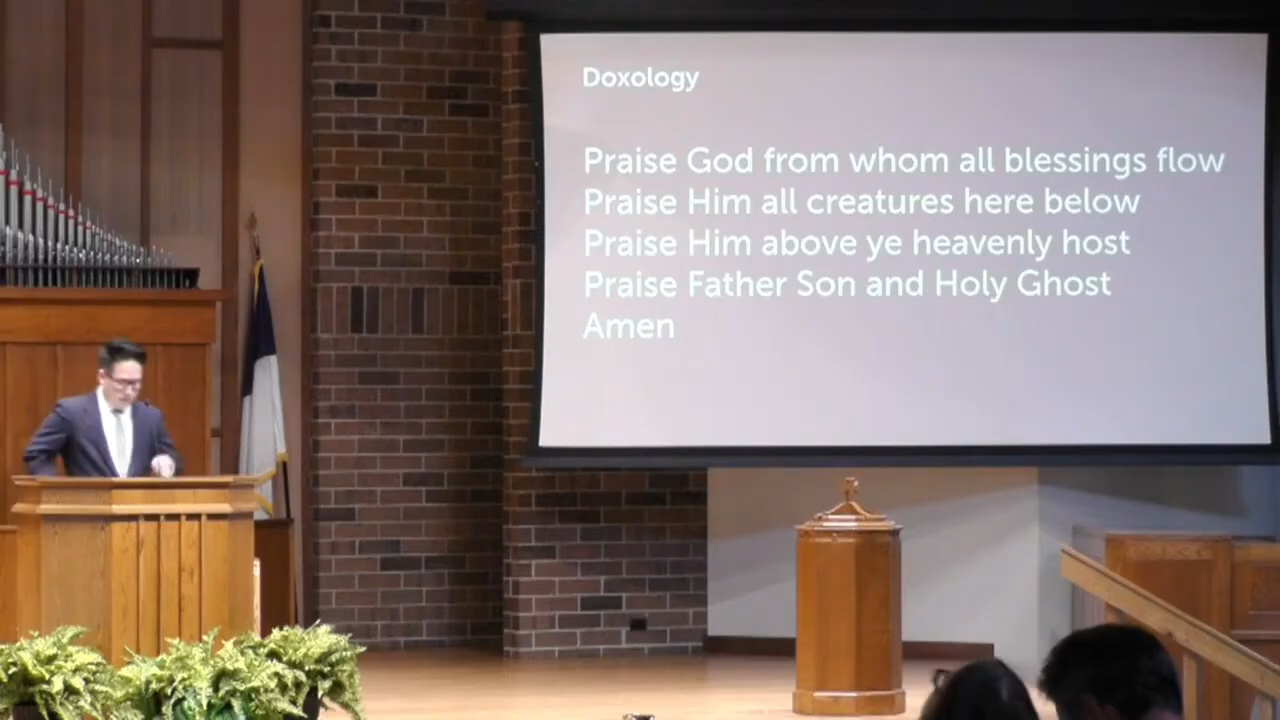 Doxology
Praise God from whom all blessings flow
Praise Him all creatures here below
Praise Him above ye heavenly host
Praise Father Son and Holy Ghost
Amen